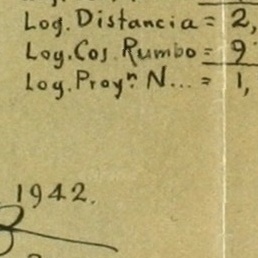 Log. Distancia = 2,
Log. Cos. Rumbo = 9
Log. Proyn N... = 1,
1942.